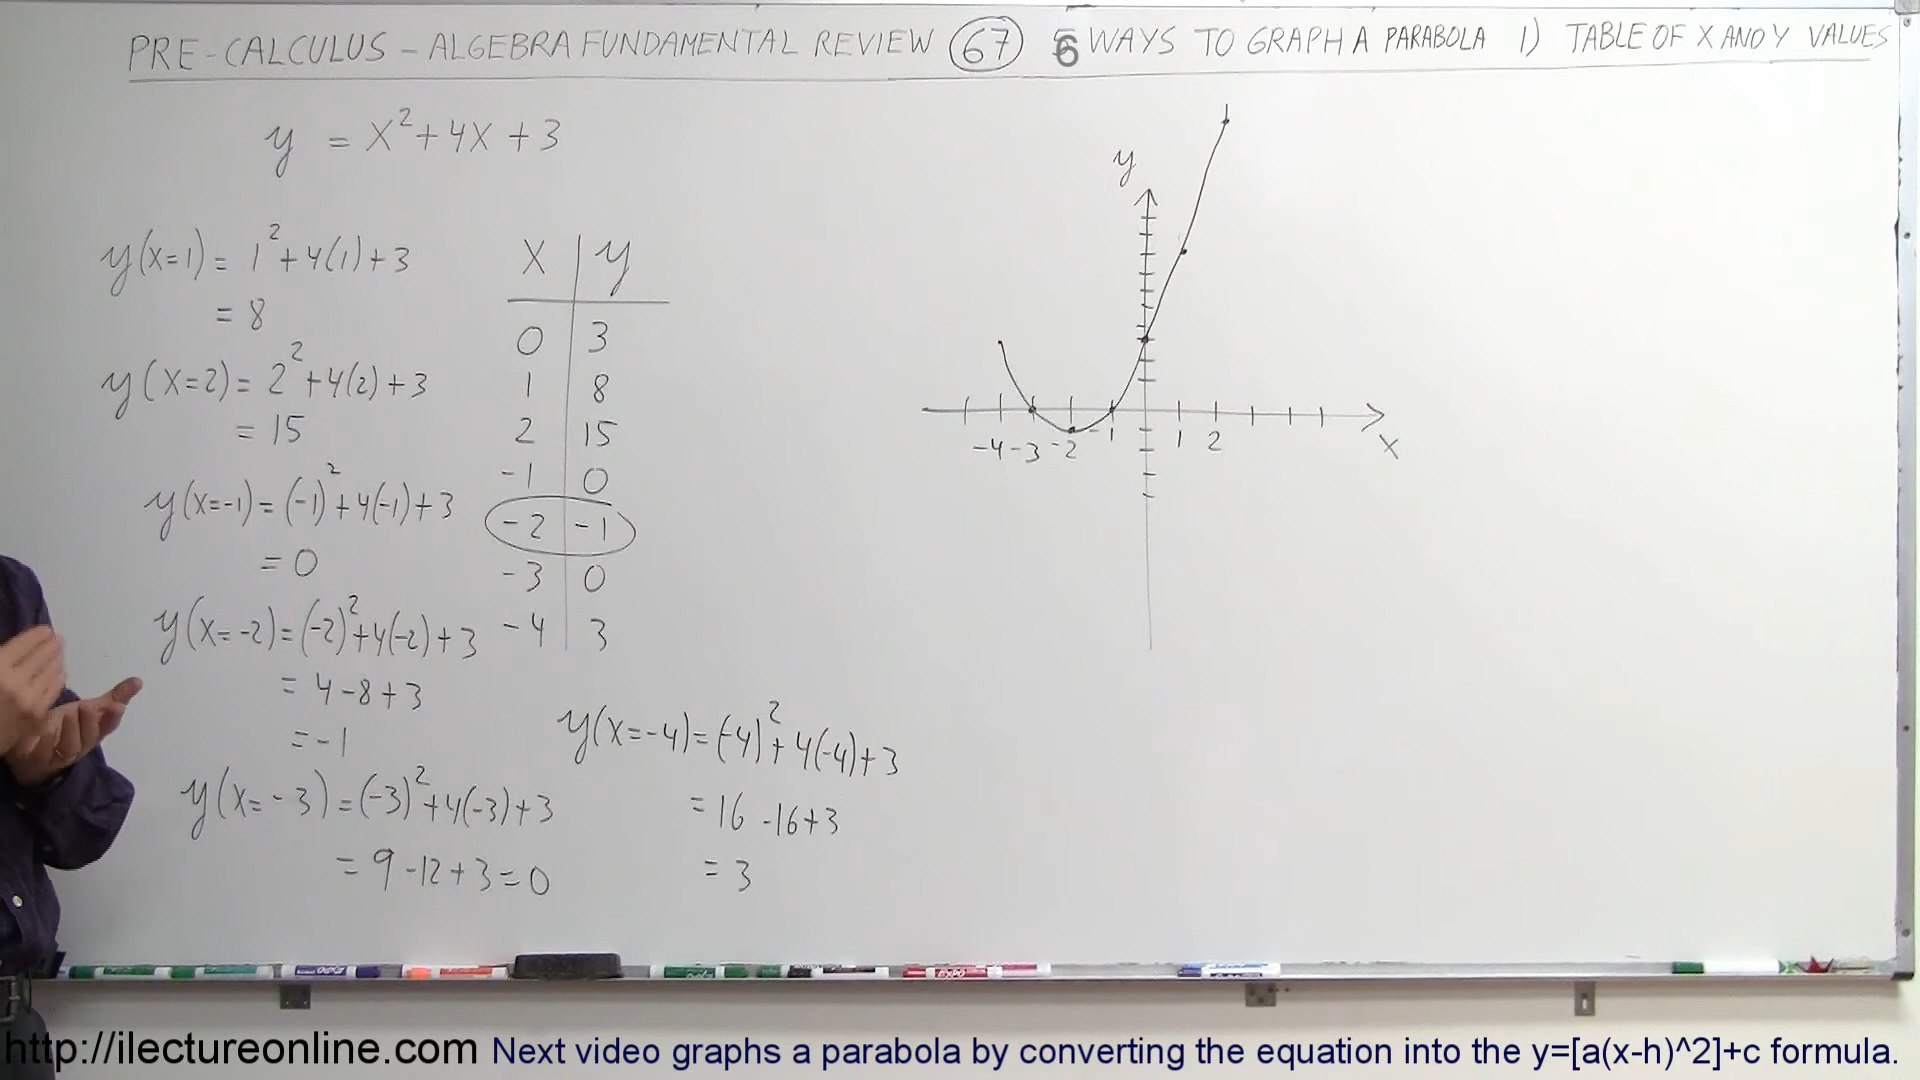 PRE-CALCULUS - ALGEBRA FUNDAMENTAL REVIEW 67 6 WAYS TO GRAPH A PARABOLA 1) TABLE OF X AND Y VALUES
y = x²+4x+3
y(x=1) = 1²+4(1)+3
= 8
y(x=2) = 2²+4(2)+3
= 15
y(x=-1) = (-1)²+4(-1)+3
= 0
y(x=-2) = (-2)²+4(-2)+3
= 4-8+3
= -1
y(x=-3) = (-3)²+4(-3)+3
= 9-12+3=0
x y
0 3
1 8
2 15
-1 0
-2 -1
-3 0
-4 3
y(x=-4) = (-4)²+4(-4)+3
= 16 -16+3
= 3
y
-4 -3 -2 -1 1 2
x
EXPO
http://ilectureonline.com Next video graphs a parabola by converting the equation into the y=[a(x-h)^2]+c formula.